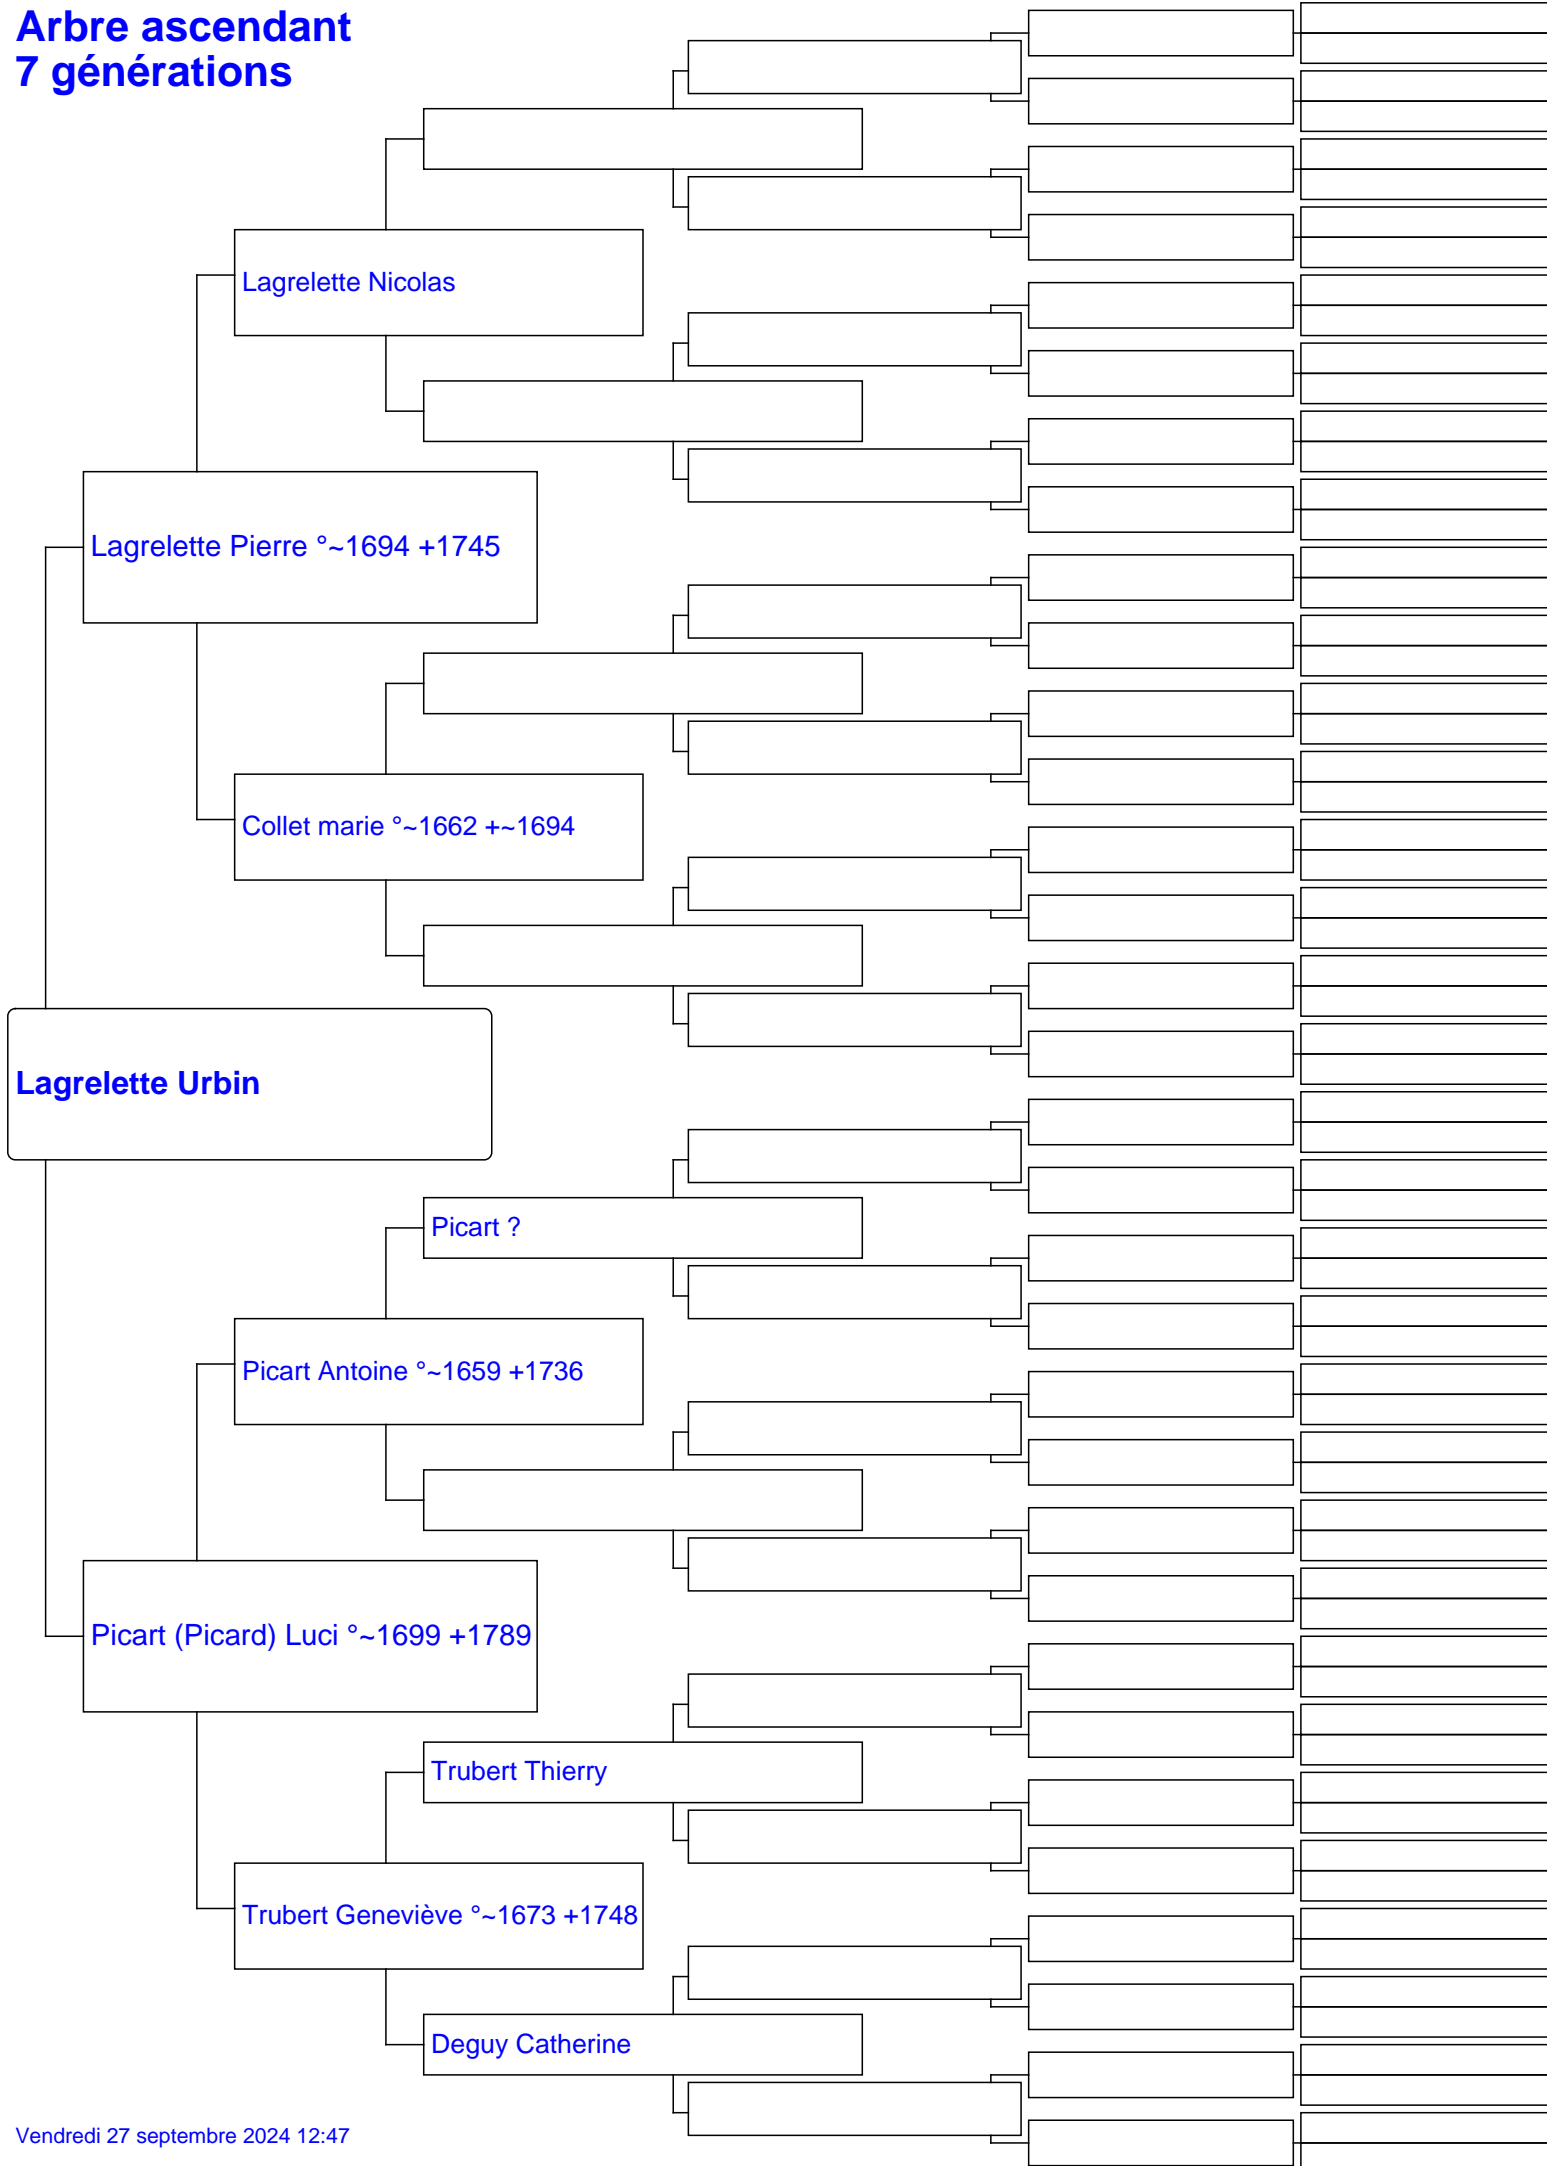 Arbre ascendant
7 générations
Lagrelette Nicolas
Lagrelette Pierre °~1694 +1745
Collet marie °~1662 +~1694
Lagrelette Urbin
Picart ?
Picart Antoine °~1659 +1736
Picart (Picard) Luci °~1699 +1789
Trubert Thierry
Trubert Geneviève °~1673 +1748
Deguy Catherine
Vendredi 27 septembre 2024 12:47